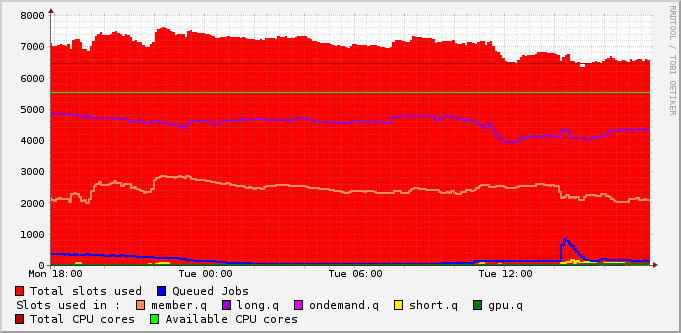 8000
7000
6000
5000
4000
3000
2000
1000
0
Mon 18:00 Tue 00:00 Tue 06:00 Tue 12:00
RRDTOOL / TOBI OETIKER
Total slots used Queued Jobs
Slots used in : member.q long.q ondemand.q short.q gpu.q
Total CPU cores Available CPU cores